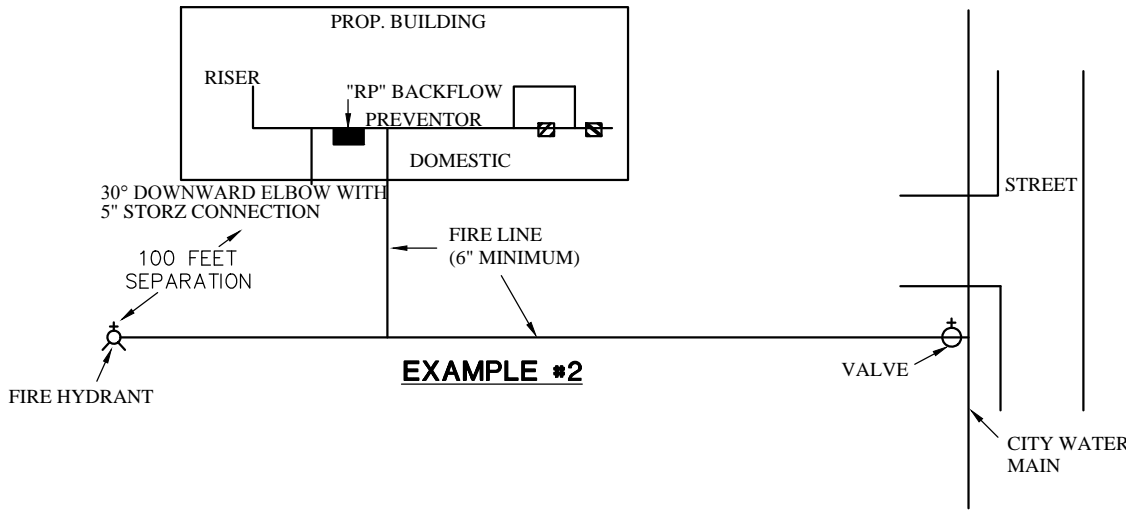 PROP. BUILDING
RISER
"RP" BACKFLOW
PREVENTOR
DOMESTIC
30° DOWNWARD ELBOW WITH
5" STORZ CONNECTION
STREET
100 FEET
SEPARATION
FIRE LINE
(6" MINIMUM)
EXAMPLE #2
VALVE
FIRE HYDRANT
CITY WATER
MAIN